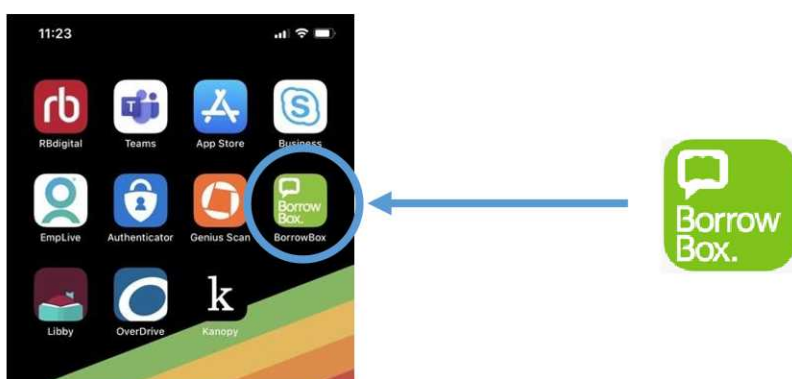 11:23
rb
T
S
RBdigital Teams App Store Business
Borrow
Box.
EmpLive Authenticator Genius Scan BorrowBox
k
Libby OverDrive Kanopy
Borrow
Box.